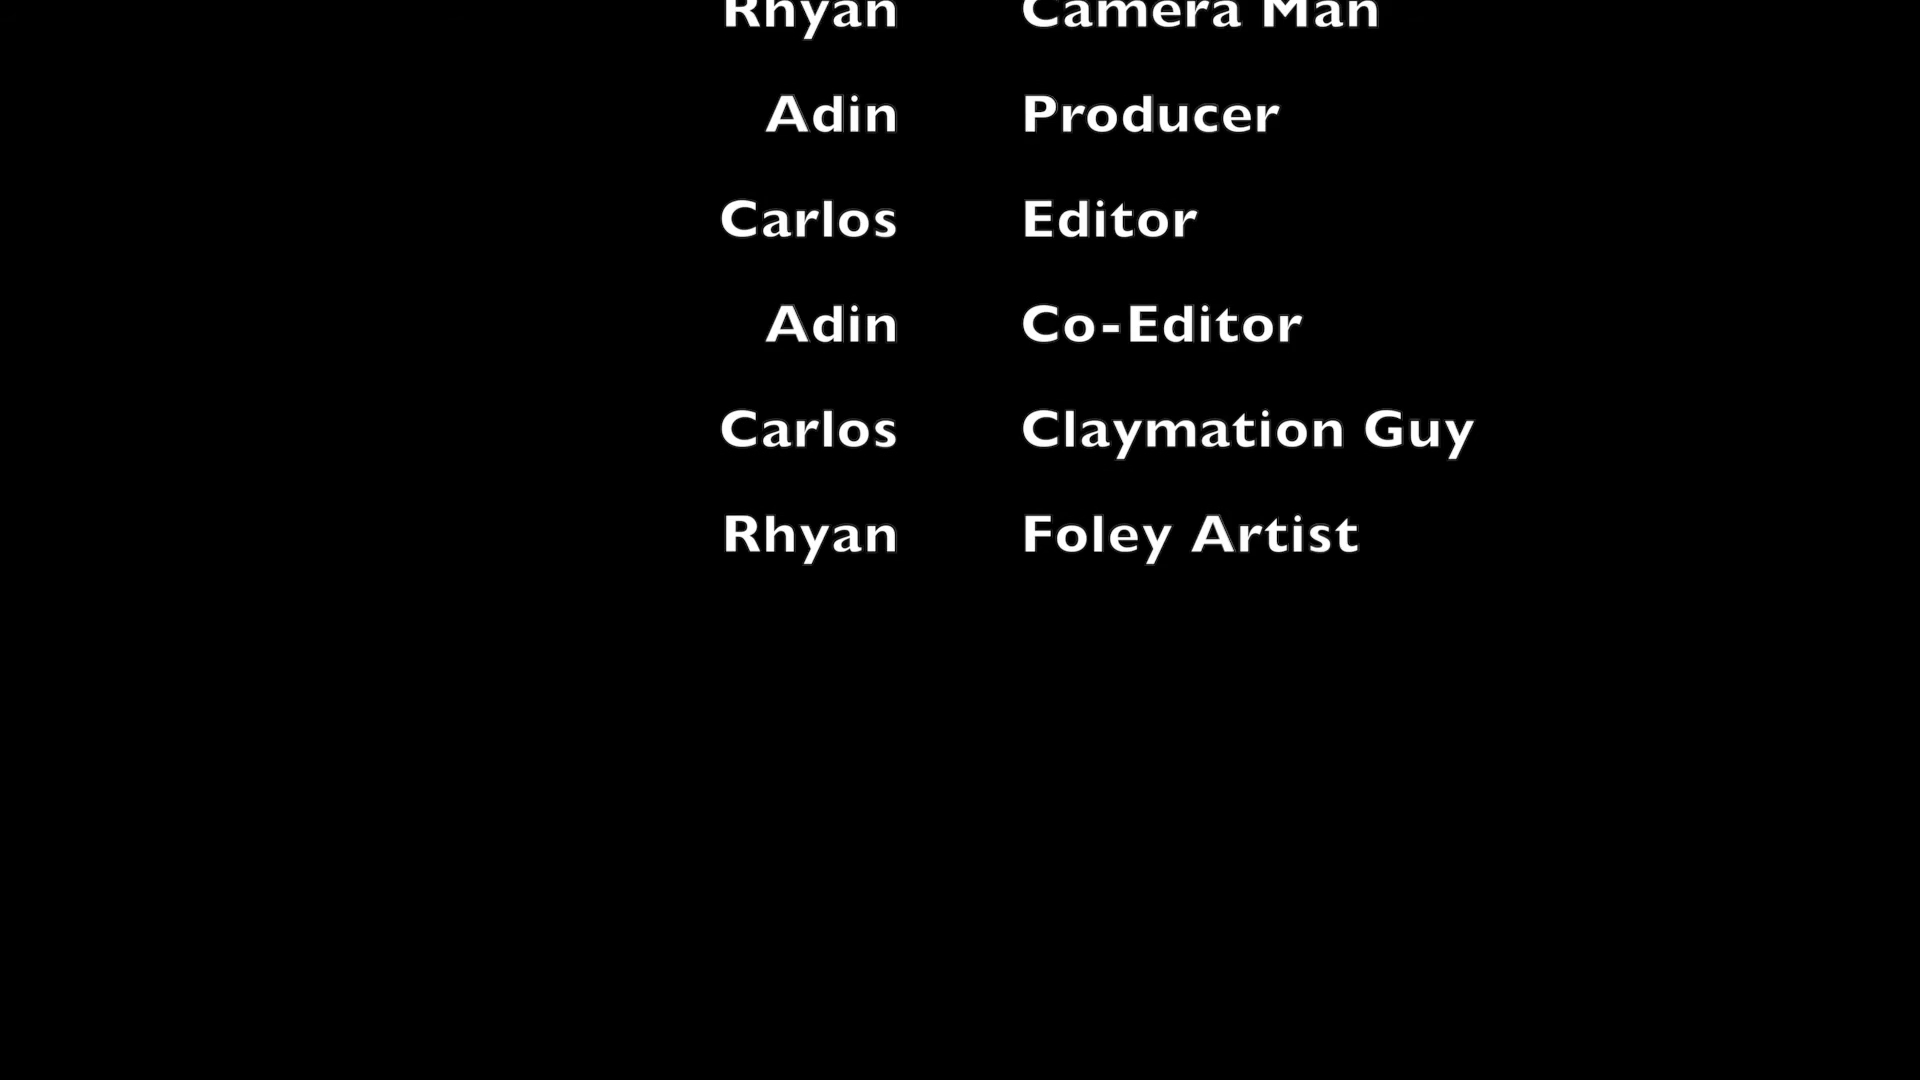 Rhyan Camera Man
Adin Producer
Carlos Editor
Adin Co-Editor
Carlos Claymation Guy
Rhyan Foley Artist